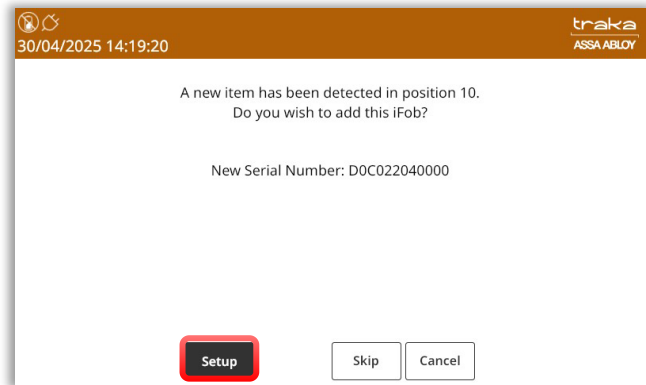 traka
30/04/2025 14:19:20
ASSA ABLOY
A new item has been detected in position 10.
Do you wish to add this iFob?
New Serial Number: D0C022040000
Setup
Skip
Cancel